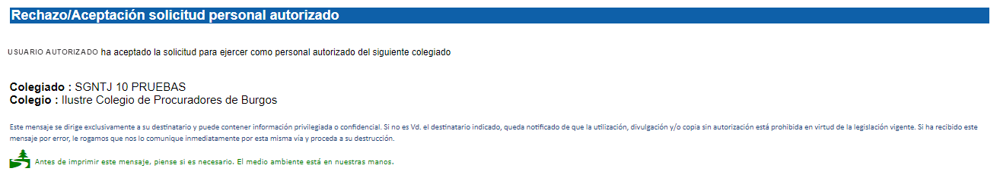 Rechazo/Aceptación solicitud personal autorizado
USUARIO AUTORIZADO ha aceptado la solicitud para ejercer como personal autorizado del siguiente colegiado
Colegiado : SGNTJ 10 PRUEBAS
Colegio : Ilustre Colegio de Procuradores de Burgos
Este mensaje se dirige exclusivamente a su destinatario y puede contener información privilegiada o confidencial. Si no es Vd. el destinatario indicado, queda notificado de que la utilización, divulgación y/o copia sin autorización está prohibida en virtud de la legislación vigente. Si ha recibido este
mensaje por error, le rogamos que nos lo comunique inmediatamente por esta misma vía y proceda a su destrucción.
Antes de imprimir este mensaje, piense si es necesario. El medio ambiente está en nuestras manos.